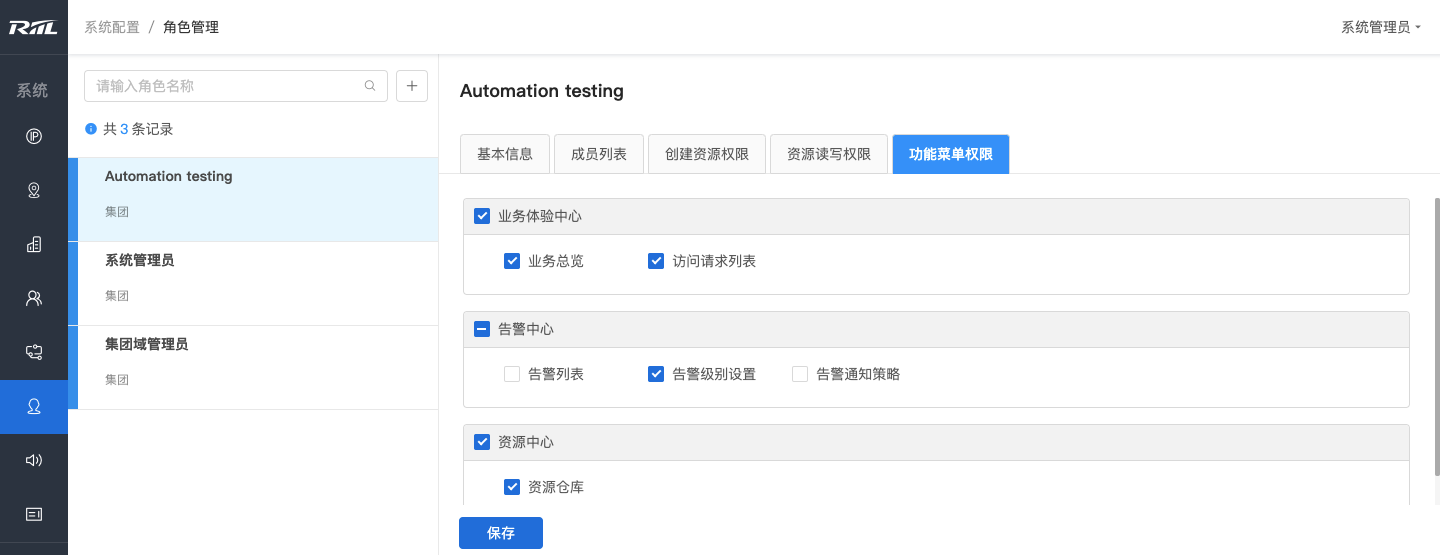 RIIL
系统配置 / 角色管理
系统管理员
系统
请输入角色名称
共 3 条记录
Automation testing
集团
系统管理员
集团
集团域管理员
集团
Automation testing
基本信息 成员列表 创建资源权限 资源读写权限 功能菜单权限
业务体验中心
业务总览 访问请求列表
告警中心
告警列表 告警级别设置 告警通知策略
资源中心
资源仓库
保存